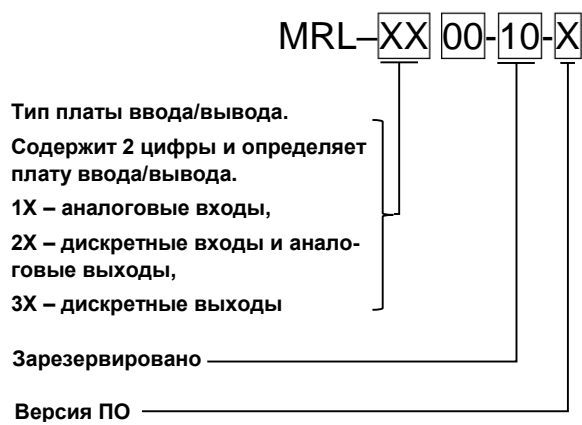 MRL–XX 00-10-X
Тип платы ввода/вывода.
Содержит 2 цифры и определяет
плату ввода/вывода.
1X – аналоговые входы,
2X – дискретные входы и анало-
говые выходы,
3X – дискретные выходы
Зарезервировано
Версия ПО